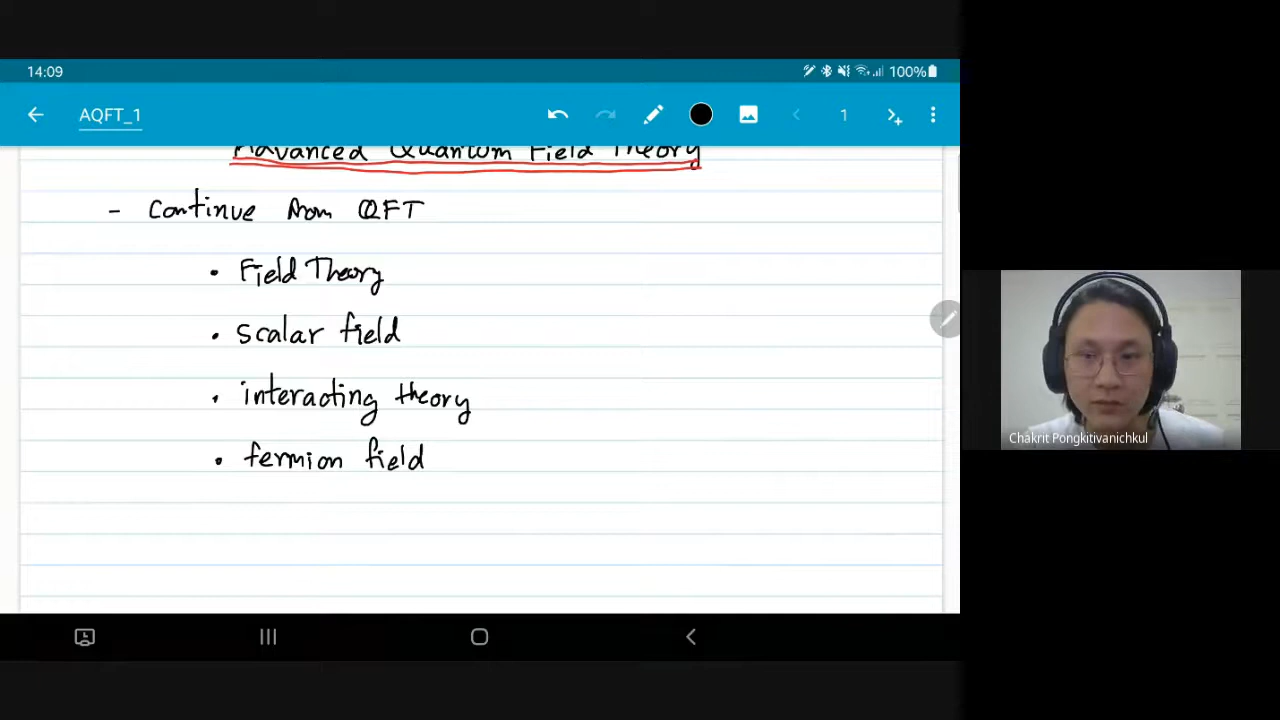 14:09
100%
AQFT_1
1
Advanced Quantum Field Theory
- Continue from QFT
• Field Theory
• scalar field
• interacting theory
• fermion field
Chakrit Pongkitivanichkul